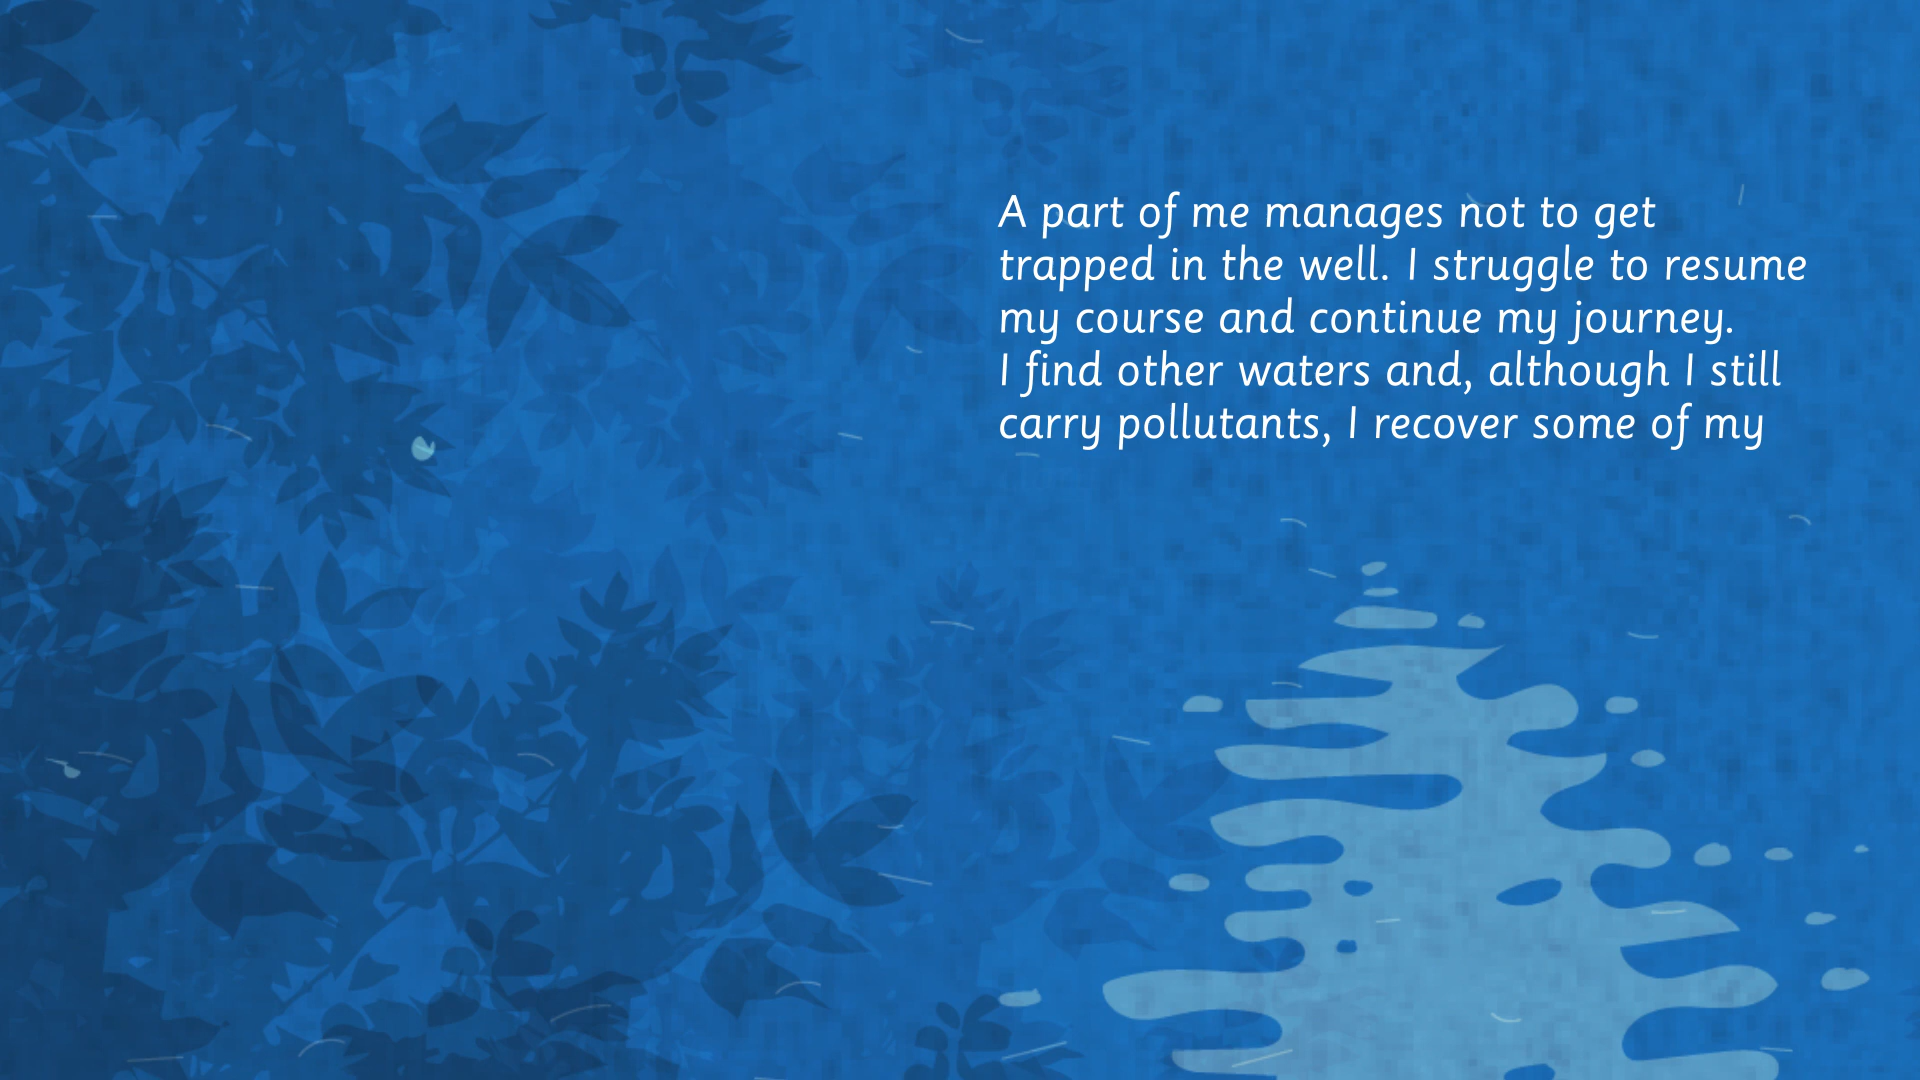 A part of me manages not to get
trapped in the well. I struggle to resume
my course and continue my journey.
I find other waters and, although I still
carry pollutants, I recover some of my